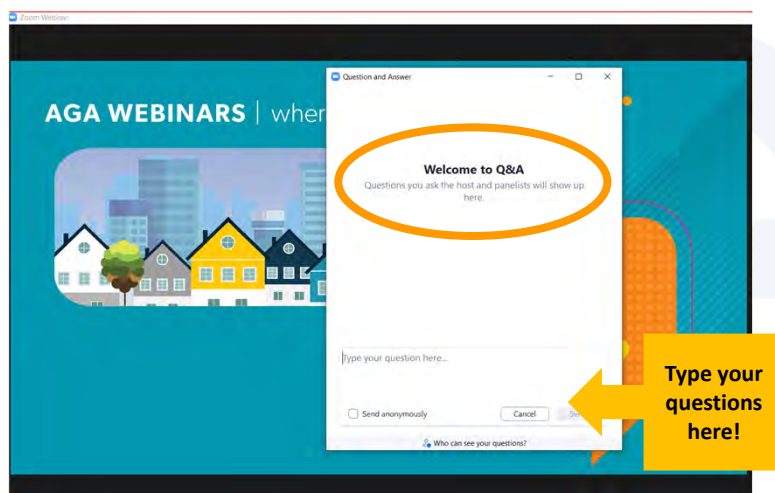 Zoom Webinar
Question and Answer
AGA WEBINARS | wher
Welcome to Q&A
Questions you ask the host and panelists will show up
here.
Type your question here...
Send anonymously
Cancel
Who can see your questions?
Type your
questions
here!